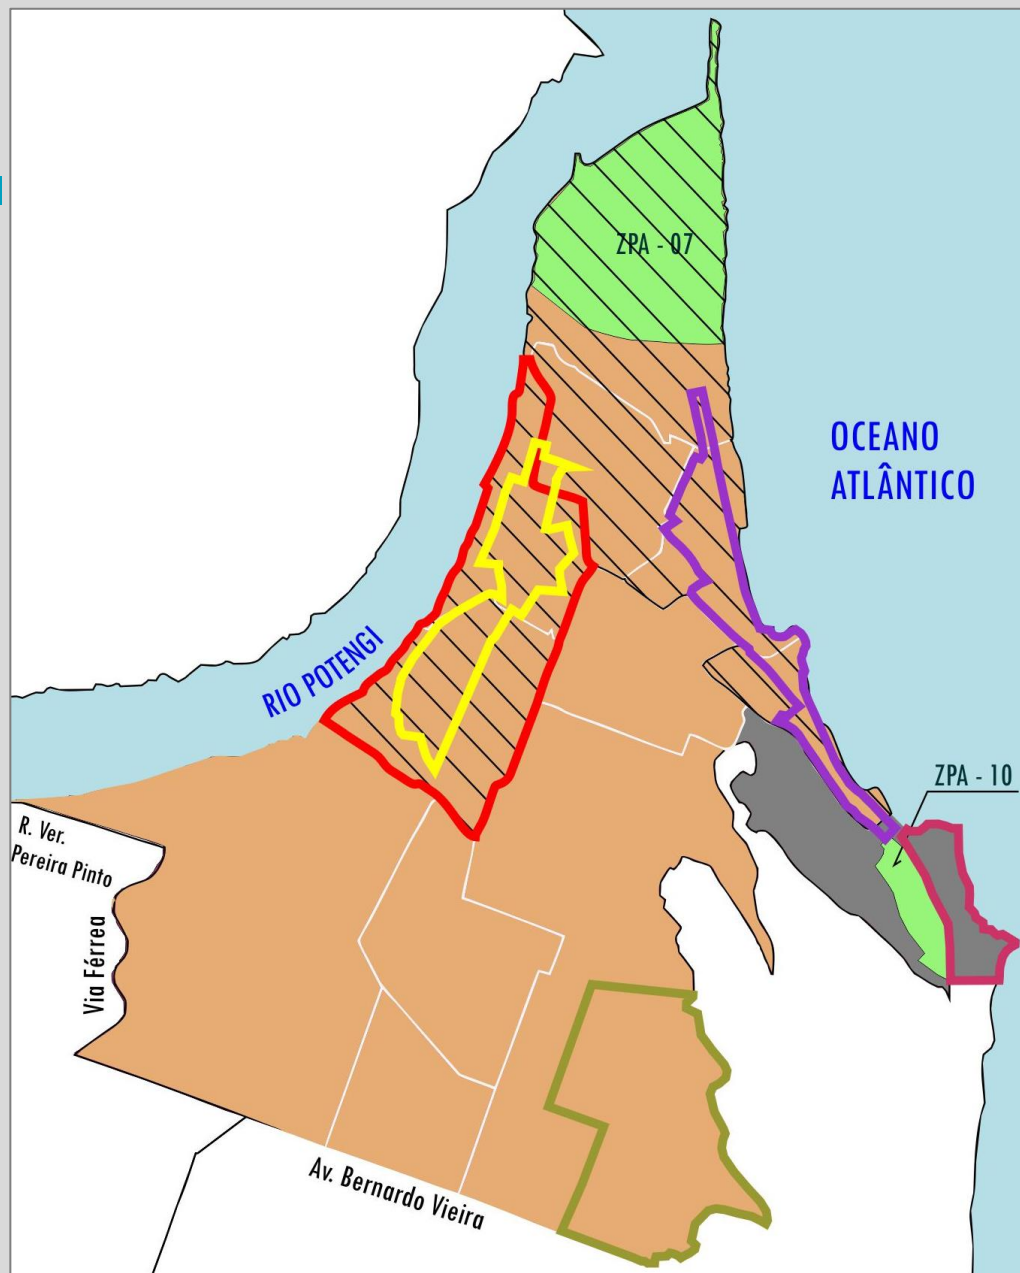 ZPA - 07
OCEANO
ATLÂNTICO
RIO POTENGI
ZPA - 10
R. Ver.
Pereira Pinto
Via Férrea
Av. Bernardo Vieira